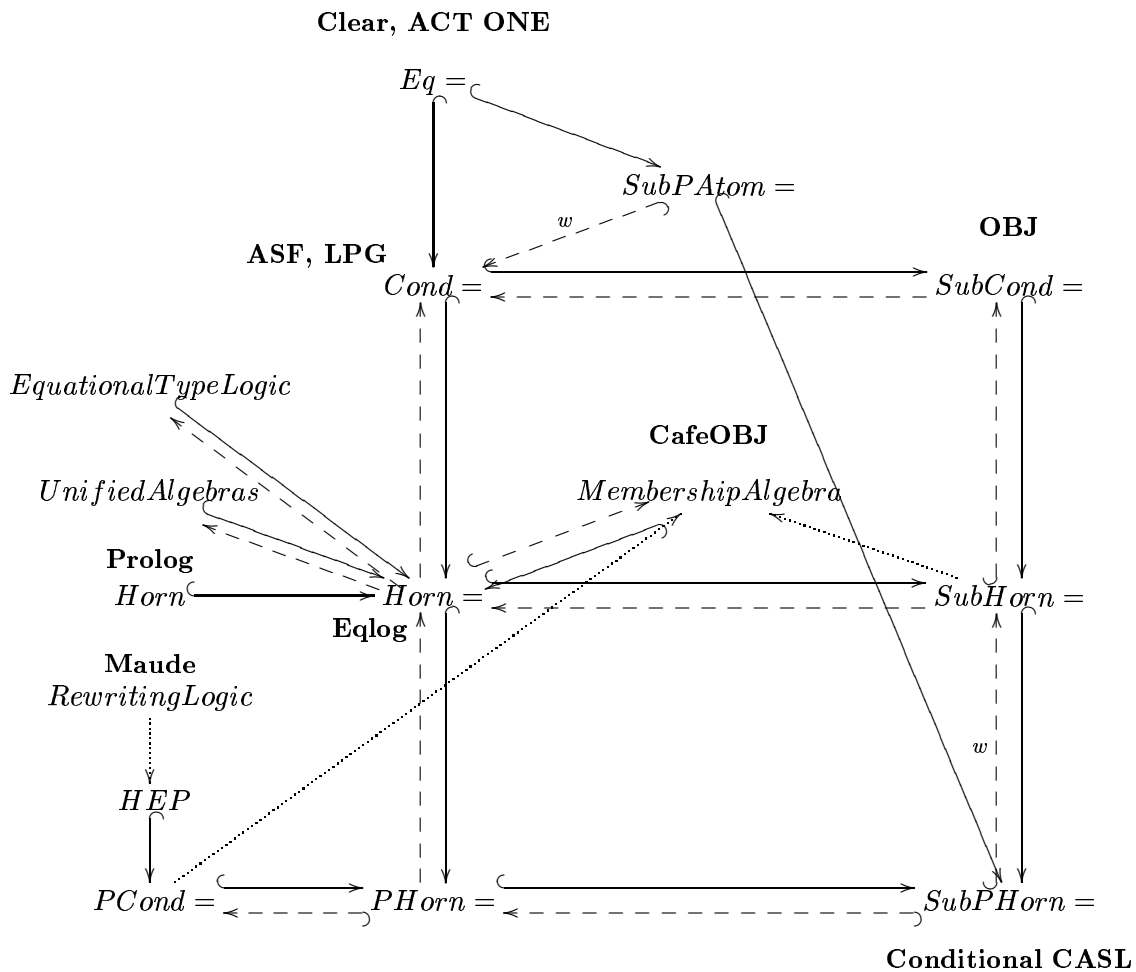 Clear, ACT ONE
Eq =
SubPAtom =
w
OBJ
ASF, LPG
Cond =
SubCond =
EquationalTypeLogic
CafeOBJ
UnifiedAlgebras
MembershipAlgebra
Prolog
Horn
Horn =
SubHorn =
Eqlog
Maude
RewritingLogic
w
HEP
PCond =
PHorn =
SubPHorn =
Conditional CASL